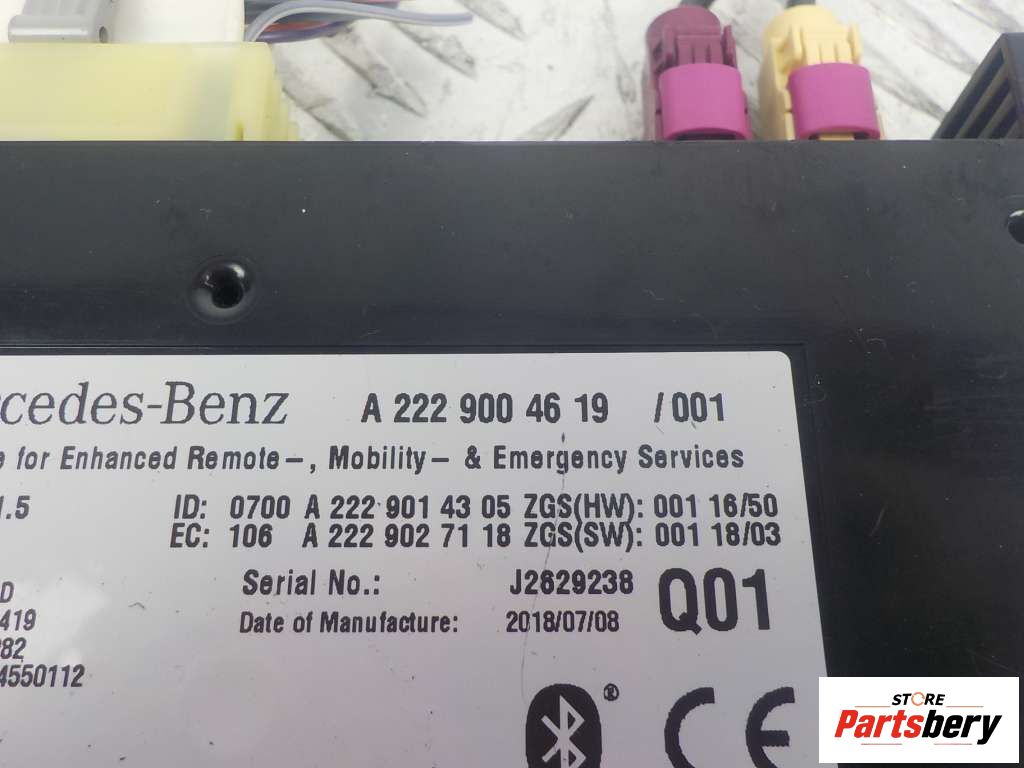 rcedes-Benz A 222 900 46 19 /001
e for Enhanced Remote-, Mobility- & Emergency Services
1.5 ID: 0700 A 222 901 43 05 ZGS(HW): 001 16/50
EC: 106 A 222 902 71 18 ZGS(SW): 001 18/03
Serial No.: J2629238 Q01
D
Date of Manufacture: 2018/07/08
419
282
4550112
®
CE
STORE
Partsbery